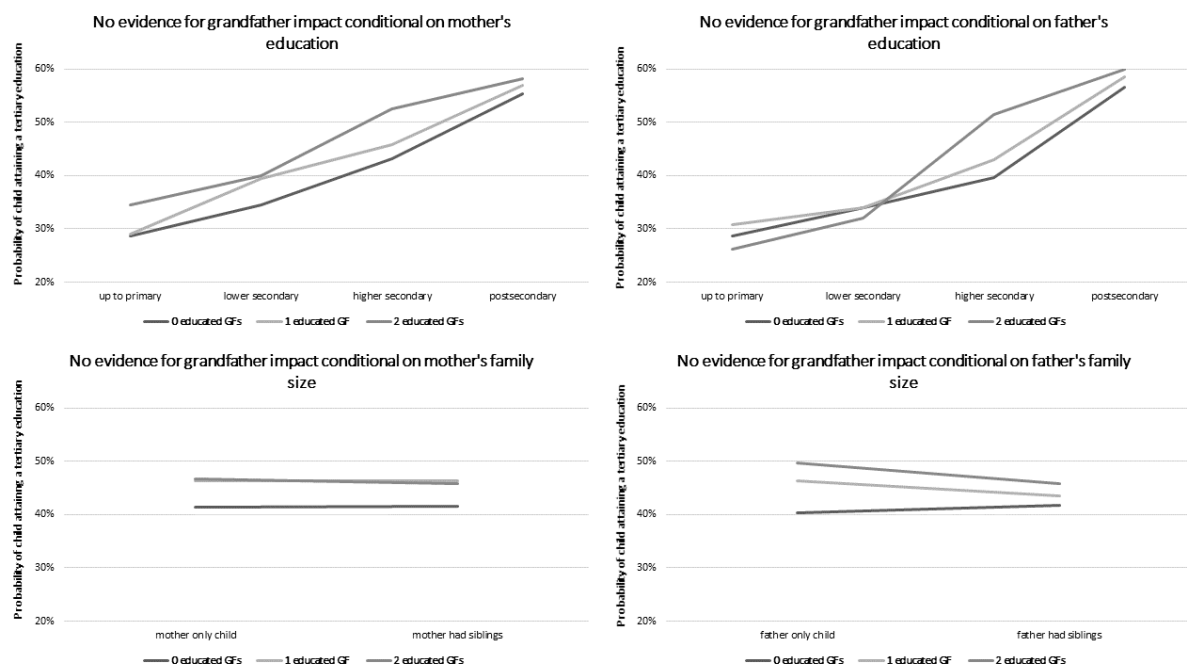 No evidence for grandfather impact conditional on mother's
education
Probability of child attaining a tertiary education
60%
50%
40%
30%
20%
up to primary lower secondary higher secondary postsecondary
0 educated GFs 1 educated GF 2 educated GFs
No evidence for grandfather impact conditional on father's
education
Probability of child attaining a tertiary education
60%
50%
40%
30%
20%
up to primary lower secondary higher secondary postsecondary
0 educated GFs 1 educated GF 2 educated GFs
No evidence for grandfather impact conditional on mother's family
size
Probability of child attaining a tertiary education
60%
50%
40%
30%
20%
mother only child mother had siblings
0 educated GFs 1 educated GF 2 educated GFs
No evidence for grandfather impact conditional on father's family
size
Probability of child attaining a tertiary education
60%
50%
40%
30%
20%
father only child father had siblings
0 educated GFs 1 educated GF 2 educated GFs